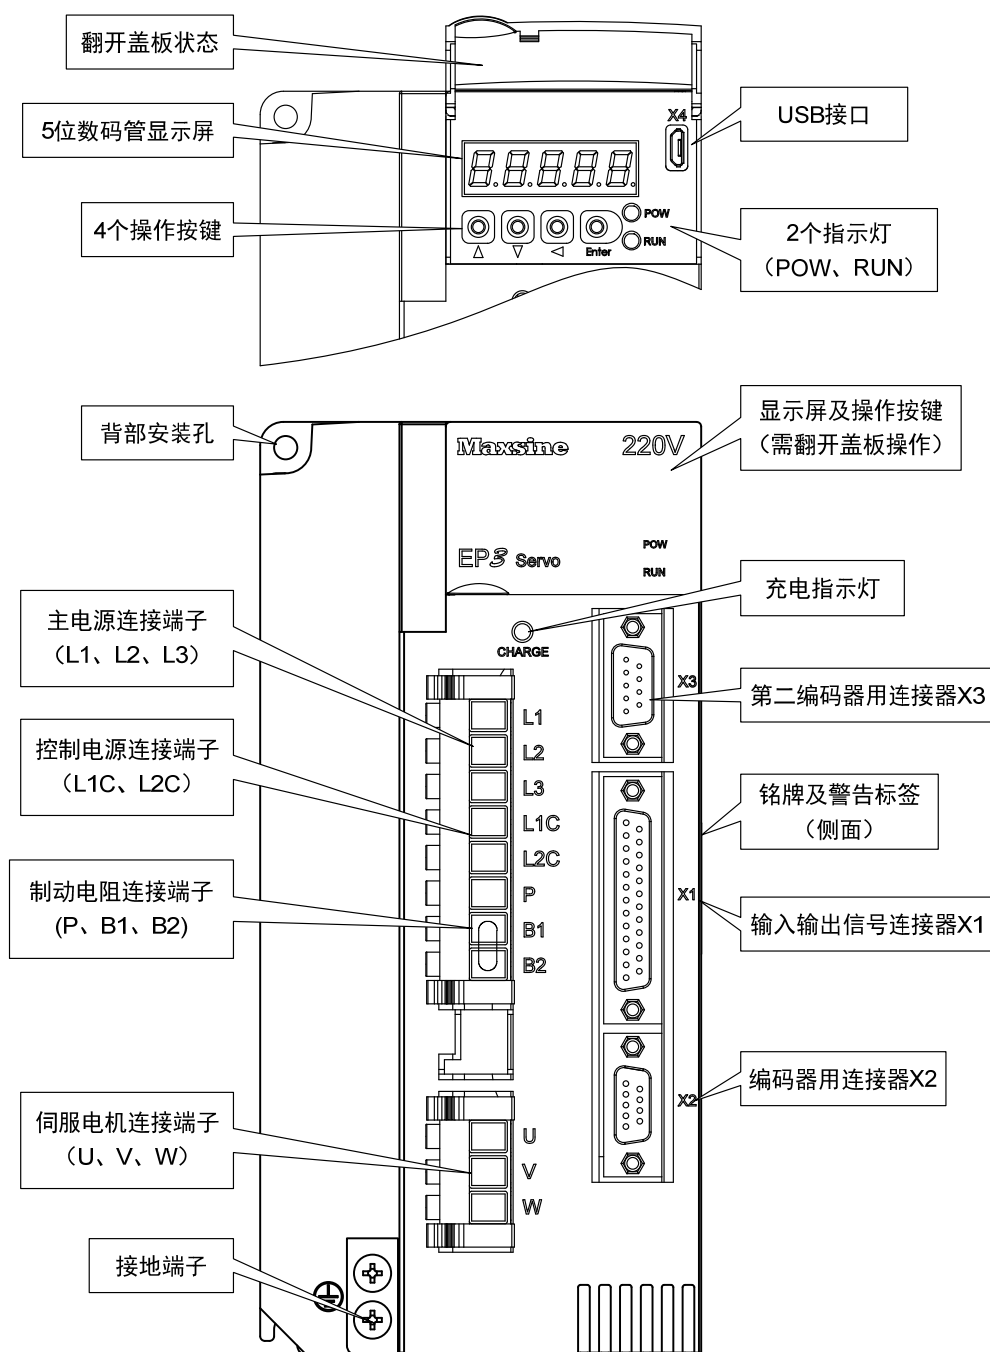 翻开盖板状态
5位数码管显示屏
4个操作按键
X4
USB接口
POW
RUN
Enter
2个指示灯
（POW、RUN）
背部安装孔
Maxsine
220V
显示屏及操作按键
（需翻开盖板操作）
EP3 Servo
POW
RUN
充电指示灯
CHARGE
主电源连接端子
（L1、L2、L3）
X3
第二编码器用连接器X3
L1
L2
L3
L1C
L2C
P
B1
B2
控制电源连接端子
（L1C、L2C）
铭牌及警告标签
（侧面）
制动电阻连接端子
(P、B1、B2)
X1
输入输出信号连接器X1
X2
编码器用连接器X2
伺服电机连接端子
（U、V、W）
U
V
W
接地端子